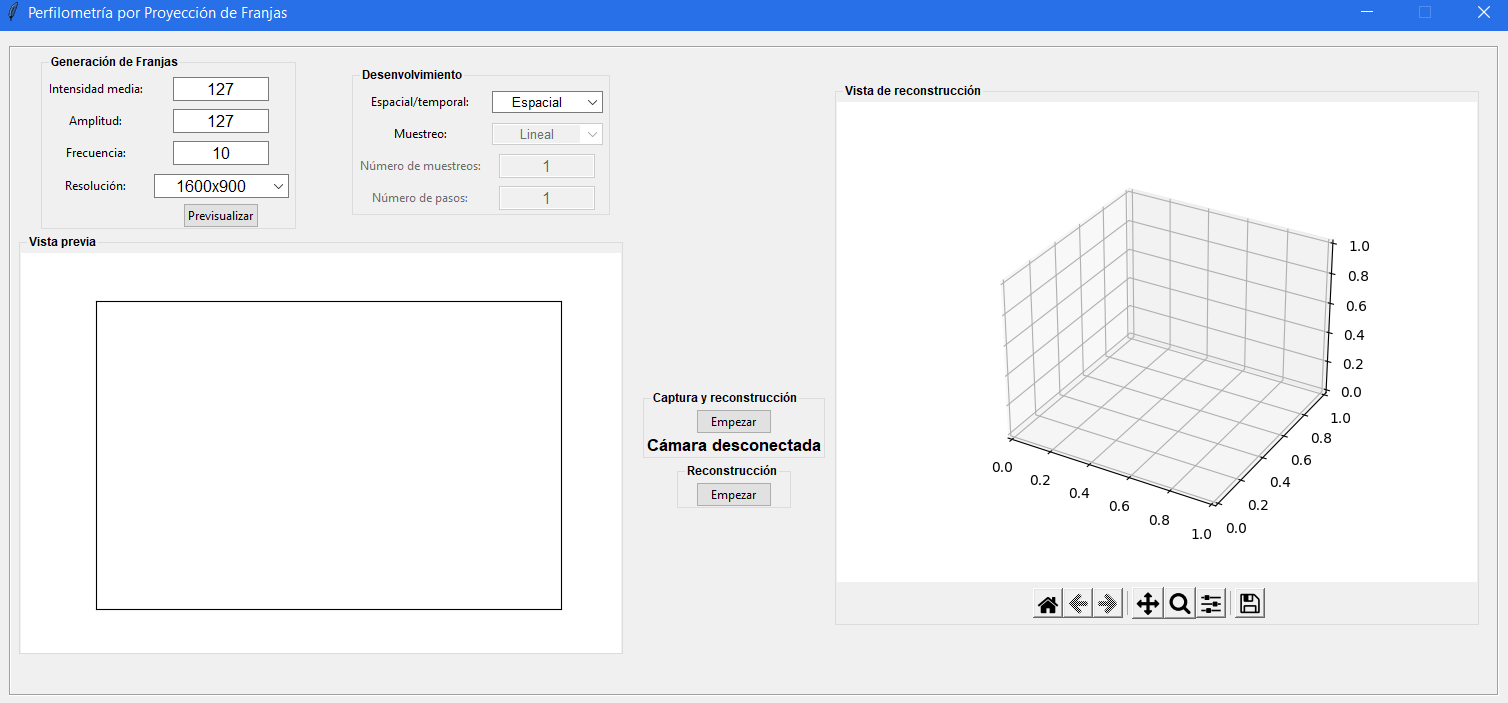 Perfilometría por Proyección de Franjas
Generación de Franjas
Intensidad media: 127
Amplitud: 127
Frecuencia: 10
Resolución: 1600x900
Previsualizar
Desenvolvimiento
Espacial/temporal: Espacial
Muestreo: Lineal
Número de muestreos: 1
Número de pasos: 1
Vista previa
Captura y reconstrucción
Empezar
Cámara desconectada
Reconstrucción
Empezar
Vista de reconstrucción
1.0
0.8
0.6
0.4
0.2
0.0
1.0
0.8
0.6
0.4
0.2
0.0
0.0
0.2
0.4
0.6
0.8
1.0